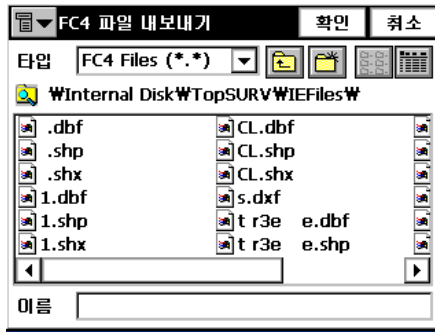 FC4 파일 내보내기 확인 취소
타입 FC4 Files (*.*)
₩Internal Disk₩TopSURV₩IEFiles₩
.dbf CL.dbf
.shp CL.shp
.shx CL.shx
1.dbf s.dxf
1.shp t r3e e.dbf
1.shx t r3e e.shp
이름